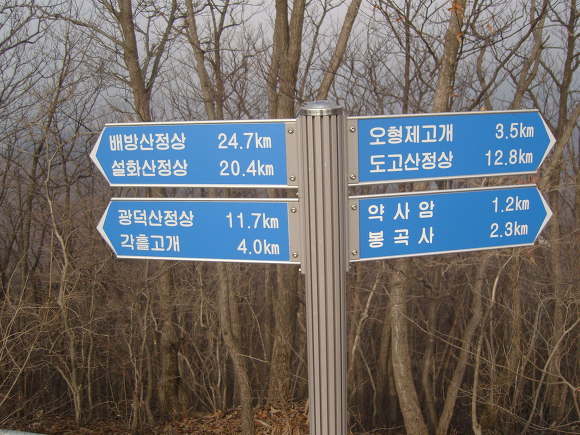 배방산정상 24.7KM
설화산정상 20.4KM
광덕산정상 11.7KM
각흘고개 4.0KM
오형제고개 3.5KM
도고산정상 12.8KM
약사암 1.2KM
봉곡사 2.3KM